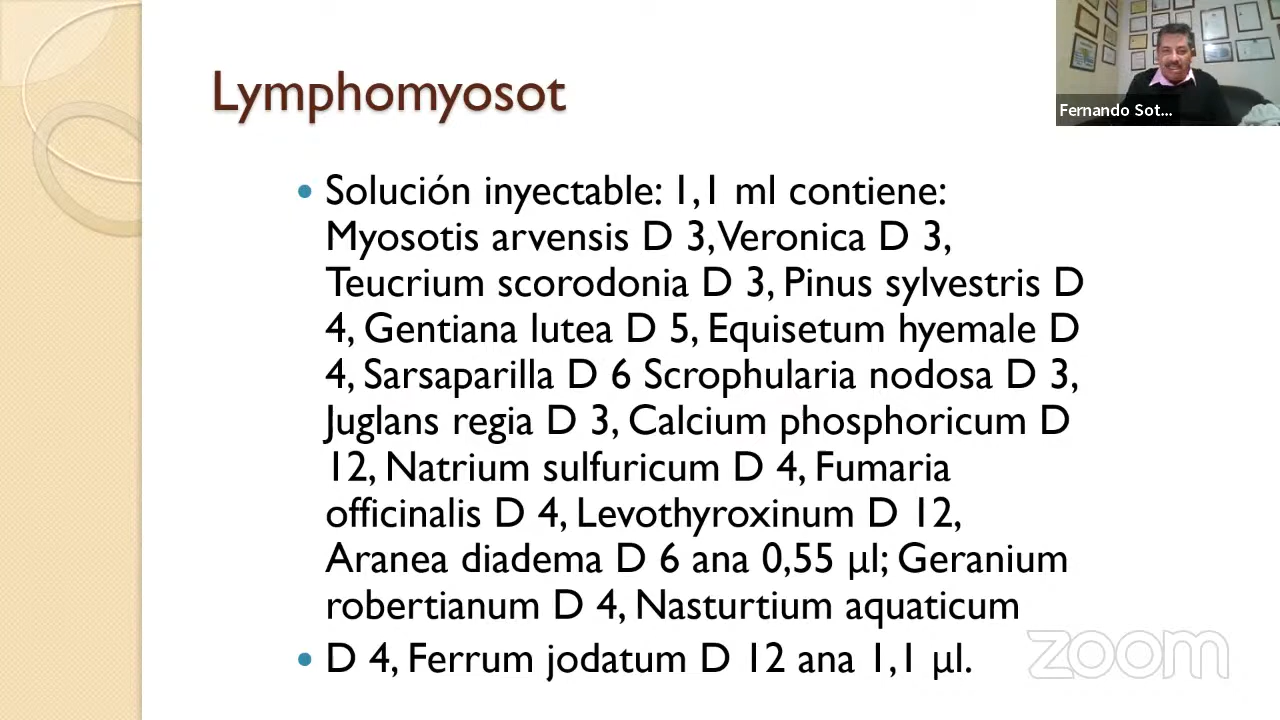 Lymphomyosot
Fernando Sot...
• Solución inyectable: 1,1 ml contiene:
Myosotis arvensis D 3, Veronica D 3,
Teucrium scorodonia D 3, Pinus sylvestris D
4, Gentiana lutea D 5, Equisetum hyemale D
4, Sarsaparilla D 6 Scrophularia nodosa D 3,
Juglans regia D 3, Calcium phosphoricum D
12, Natrium sulfuricum D 4, Fumaria
officinalis D 4, Levothyroxinum D 12,
Aranea diadema D 6 ana 0,55 µl; Geranium
robertianum D 4, Nasturtium aquaticum
• D 4, Ferrum jodatum D 12 ana 1,1 µl.
zoom